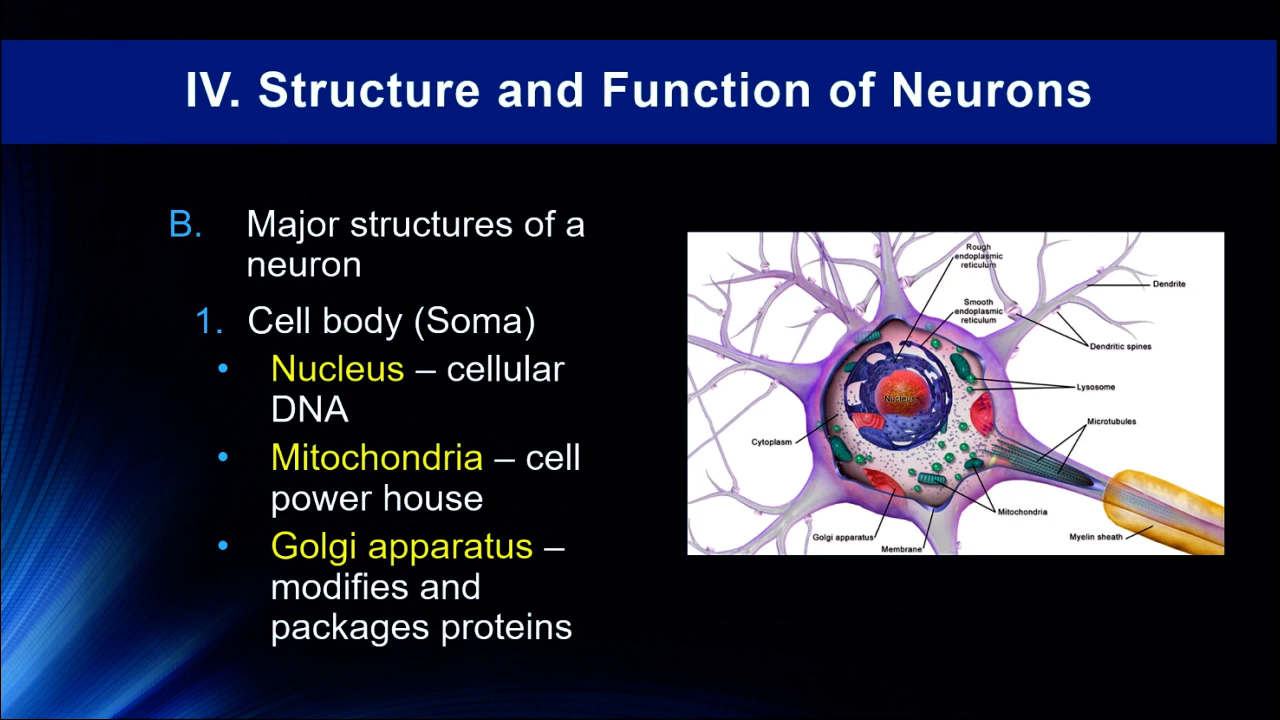 IV. Structure and Function of Neurons
B. Major structures of a
neuron
1. Cell body (Soma)
• Nucleus – cellular
DNA
• Mitochondria – cell
power house
• Golgi apparatus –
modifies and
packages proteins
Rough
endoplasmic
reticulum
Smooth
endoplasmic
reticulum
Dendrite
Dendritic spines
Lysosome
Nucleus
Microtubules
Cytoplasm
Mitochondria
Golgi apparatus
Membrane
Myelin sheath